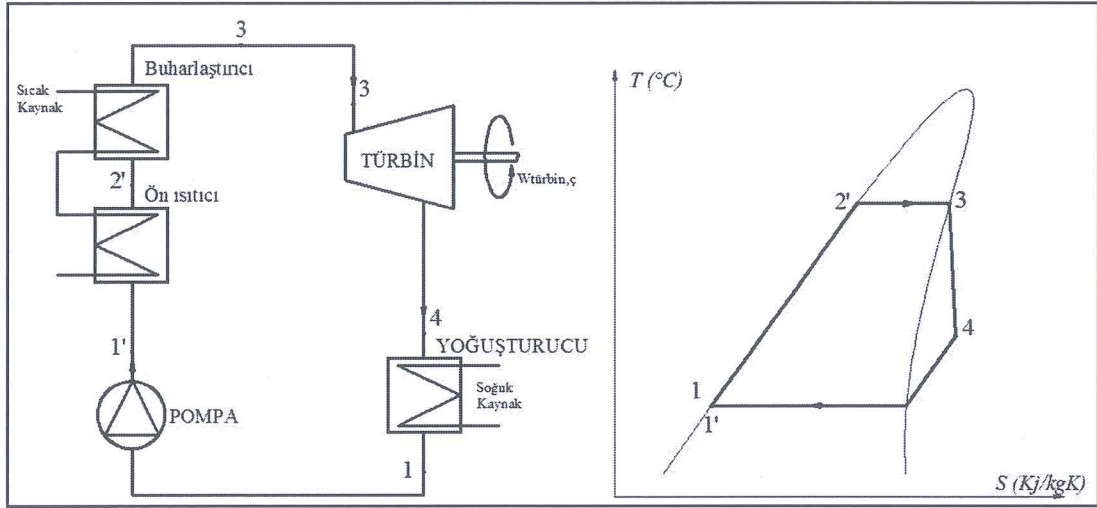 3
Buharlaştırıcı
Sıcak
Kaynak
3
TÜRBİN
Wtürbin,ç
2'
Ön ısıtıcı
4
YOĞUŞTURUCU
1'
Soğuk
Kaynak
POMPA
1
T (°C)
2'
3
4
1
1'
S (Kj/kgK)